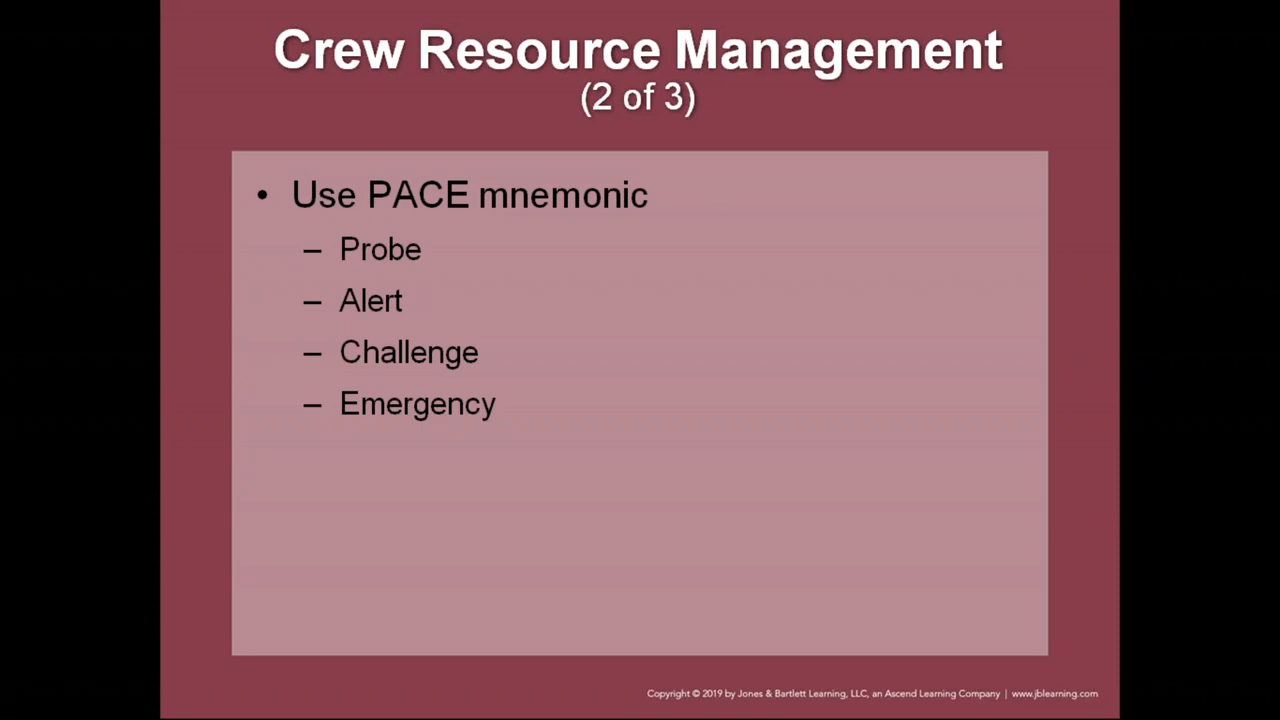 Crew Resource Management
(2 of 3)
• Use PACE mnemonic
– Probe
– Alert
– Challenge
– Emergency
Copyright © 2019 by Jones & Bartlett Learning, LLC, an Ascend Learning Company | www.jblearning.com